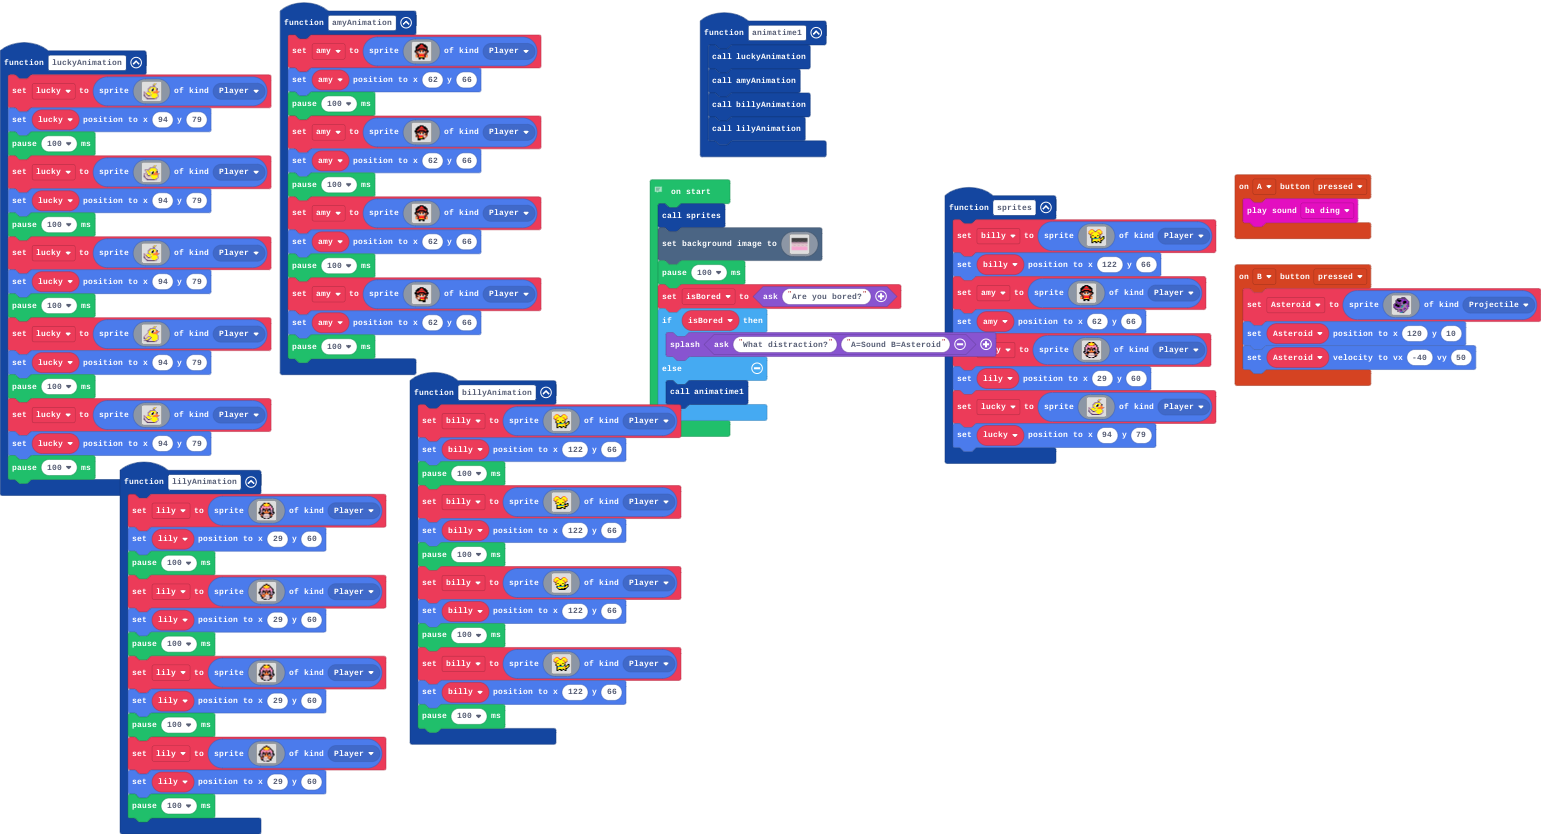 function luckyAnimation
set lucky to sprite of kind Player
set lucky position to x 94 y 79
pause 100 ms
set lucky to sprite of kind Player
set lucky position to x 94 y 79
pause 100 ms
set lucky to sprite of kind Player
set lucky position to x 94 y 79
pause 100 ms
set lucky to sprite of kind Player
set lucky position to x 94 y 79
pause 100 ms
set lucky to sprite of kind Player
set lucky position to x 94 y 79
pause 100 ms
function amyAnimation
set amy to sprite of kind Player
set amy position to x 62 y 66
pause 100 ms
set amy to sprite of kind Player
set amy position to x 62 y 66
pause 100 ms
set amy to sprite of kind Player
set amy position to x 62 y 66
pause 100 ms
set amy to sprite of kind Player
set amy position to x 62 y 66
pause 100 ms
function lilyAnimation
set lily to sprite of kind Player
set lily position to x 29 y 60
pause 100 ms
set lily to sprite of kind Player
set lily position to x 29 y 60
pause 100 ms
set lily to sprite of kind Player
set lily position to x 29 y 60
pause 100 ms
set lily to sprite of kind Player
set lily position to x 29 y 60
pause 100 ms
function billyAnimation
set billy to sprite of kind Player
set billy position to x 122 y 66
pause 100 ms
set billy to sprite of kind Player
set billy position to x 122 y 66
pause 100 ms
set billy to sprite of kind Player
set billy position to x 122 y 66
pause 100 ms
set billy to sprite of kind Player
set billy position to x 122 y 66
pause 100 ms
function animatime1
call luckyAnimation
call amyAnimation
call billyAnimation
call lilyAnimation
on start
call sprites
set background image to
pause 100 ms
set isBored to ask "Are you bored?"
if isBored then
splash ask "What distraction?" "A=Sound B=Asteroid"
else
call animatime1
function sprites
set billy to sprite of kind Player
set billy position to x 122 y 66
set amy to sprite of kind Player
set amy position to x 62 y 66
y to sprite of kind Player
set lily position to x 29 y 60
set lucky to sprite of kind Player
set lucky position to x 94 y 79
on A button pressed
play sound ba ding
on B button pressed
set Asteroid to sprite of kind Projectile
set Asteroid position to x 120 y 10
set Asteroid velocity to vx -40 vy 50